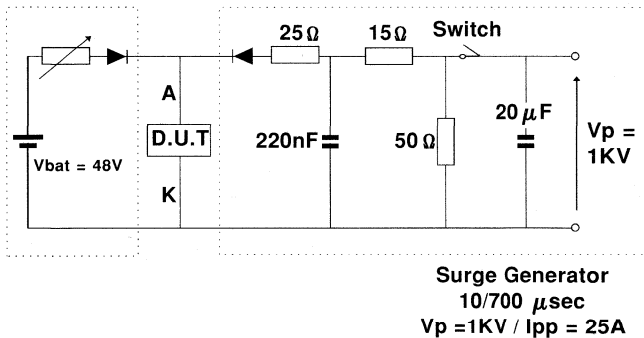 25Ω
15Ω
Switch
A
D.U.T
K
Vbat = 48V
220nF
50Ω
20μF
Vp =
1KV
Surge Generator
10/700 μsec
Vp =1KV / Ipp = 25A